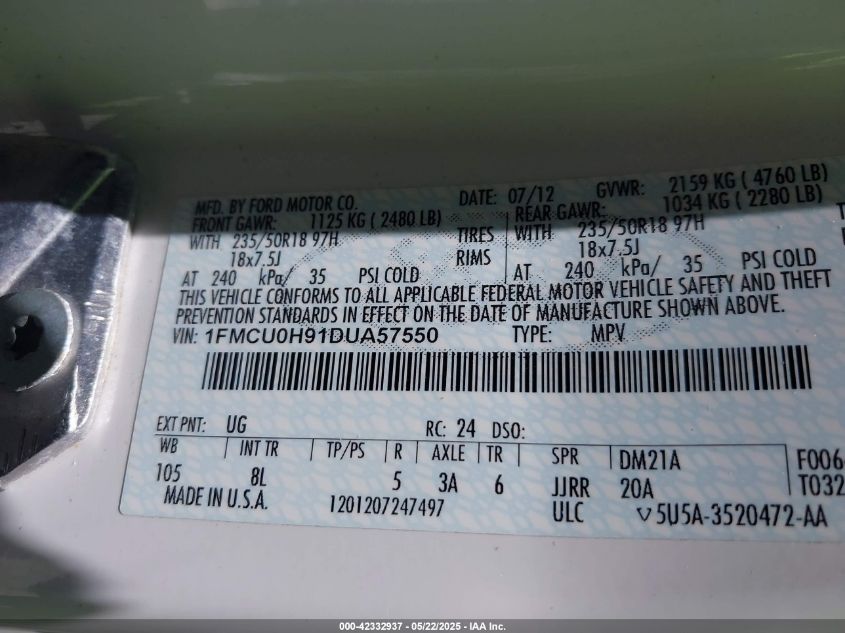 MFD. BY FORD MOTOR CO. DATE: 07/12 GVWR: 2159 KG ( 4760 LB)
FRONT GAWR: 1125 KG ( 2480 LB) REAR GAWR: 1034 KG ( 2280 LB)
WITH 235/50R18 97H TIRES WITH 235/50R18 97H
18x7.5J RIMS 18x7.5J
AT 240 kPa/ 35 PSI COLD AT 240 kPa/ 35 PSI COLD
THIS VEHICLE CONFORMS TO ALL APPLICABLE FEDERAL MOTOR VEHICLE SAFETY AND THEFT
PREVENTION STANDARDS IN EFFECT ON THE DATE OF MANUFACTURE SHOWN ABOVE.
VIN: 1FMCU0H91DUA57550 TYPE: MPV
EXT PNT: UG RC: 24 DSO:
WB INT TR TP/PS R AXLE TR SPR DM21A F006
105 8L 5 3A 6 JJRR 20A T032
MADE IN U.S.A. 1201207247497 ULC V5U5A-3520472-AA
000-42332937 - 05/22/2025 - IAA Inc.